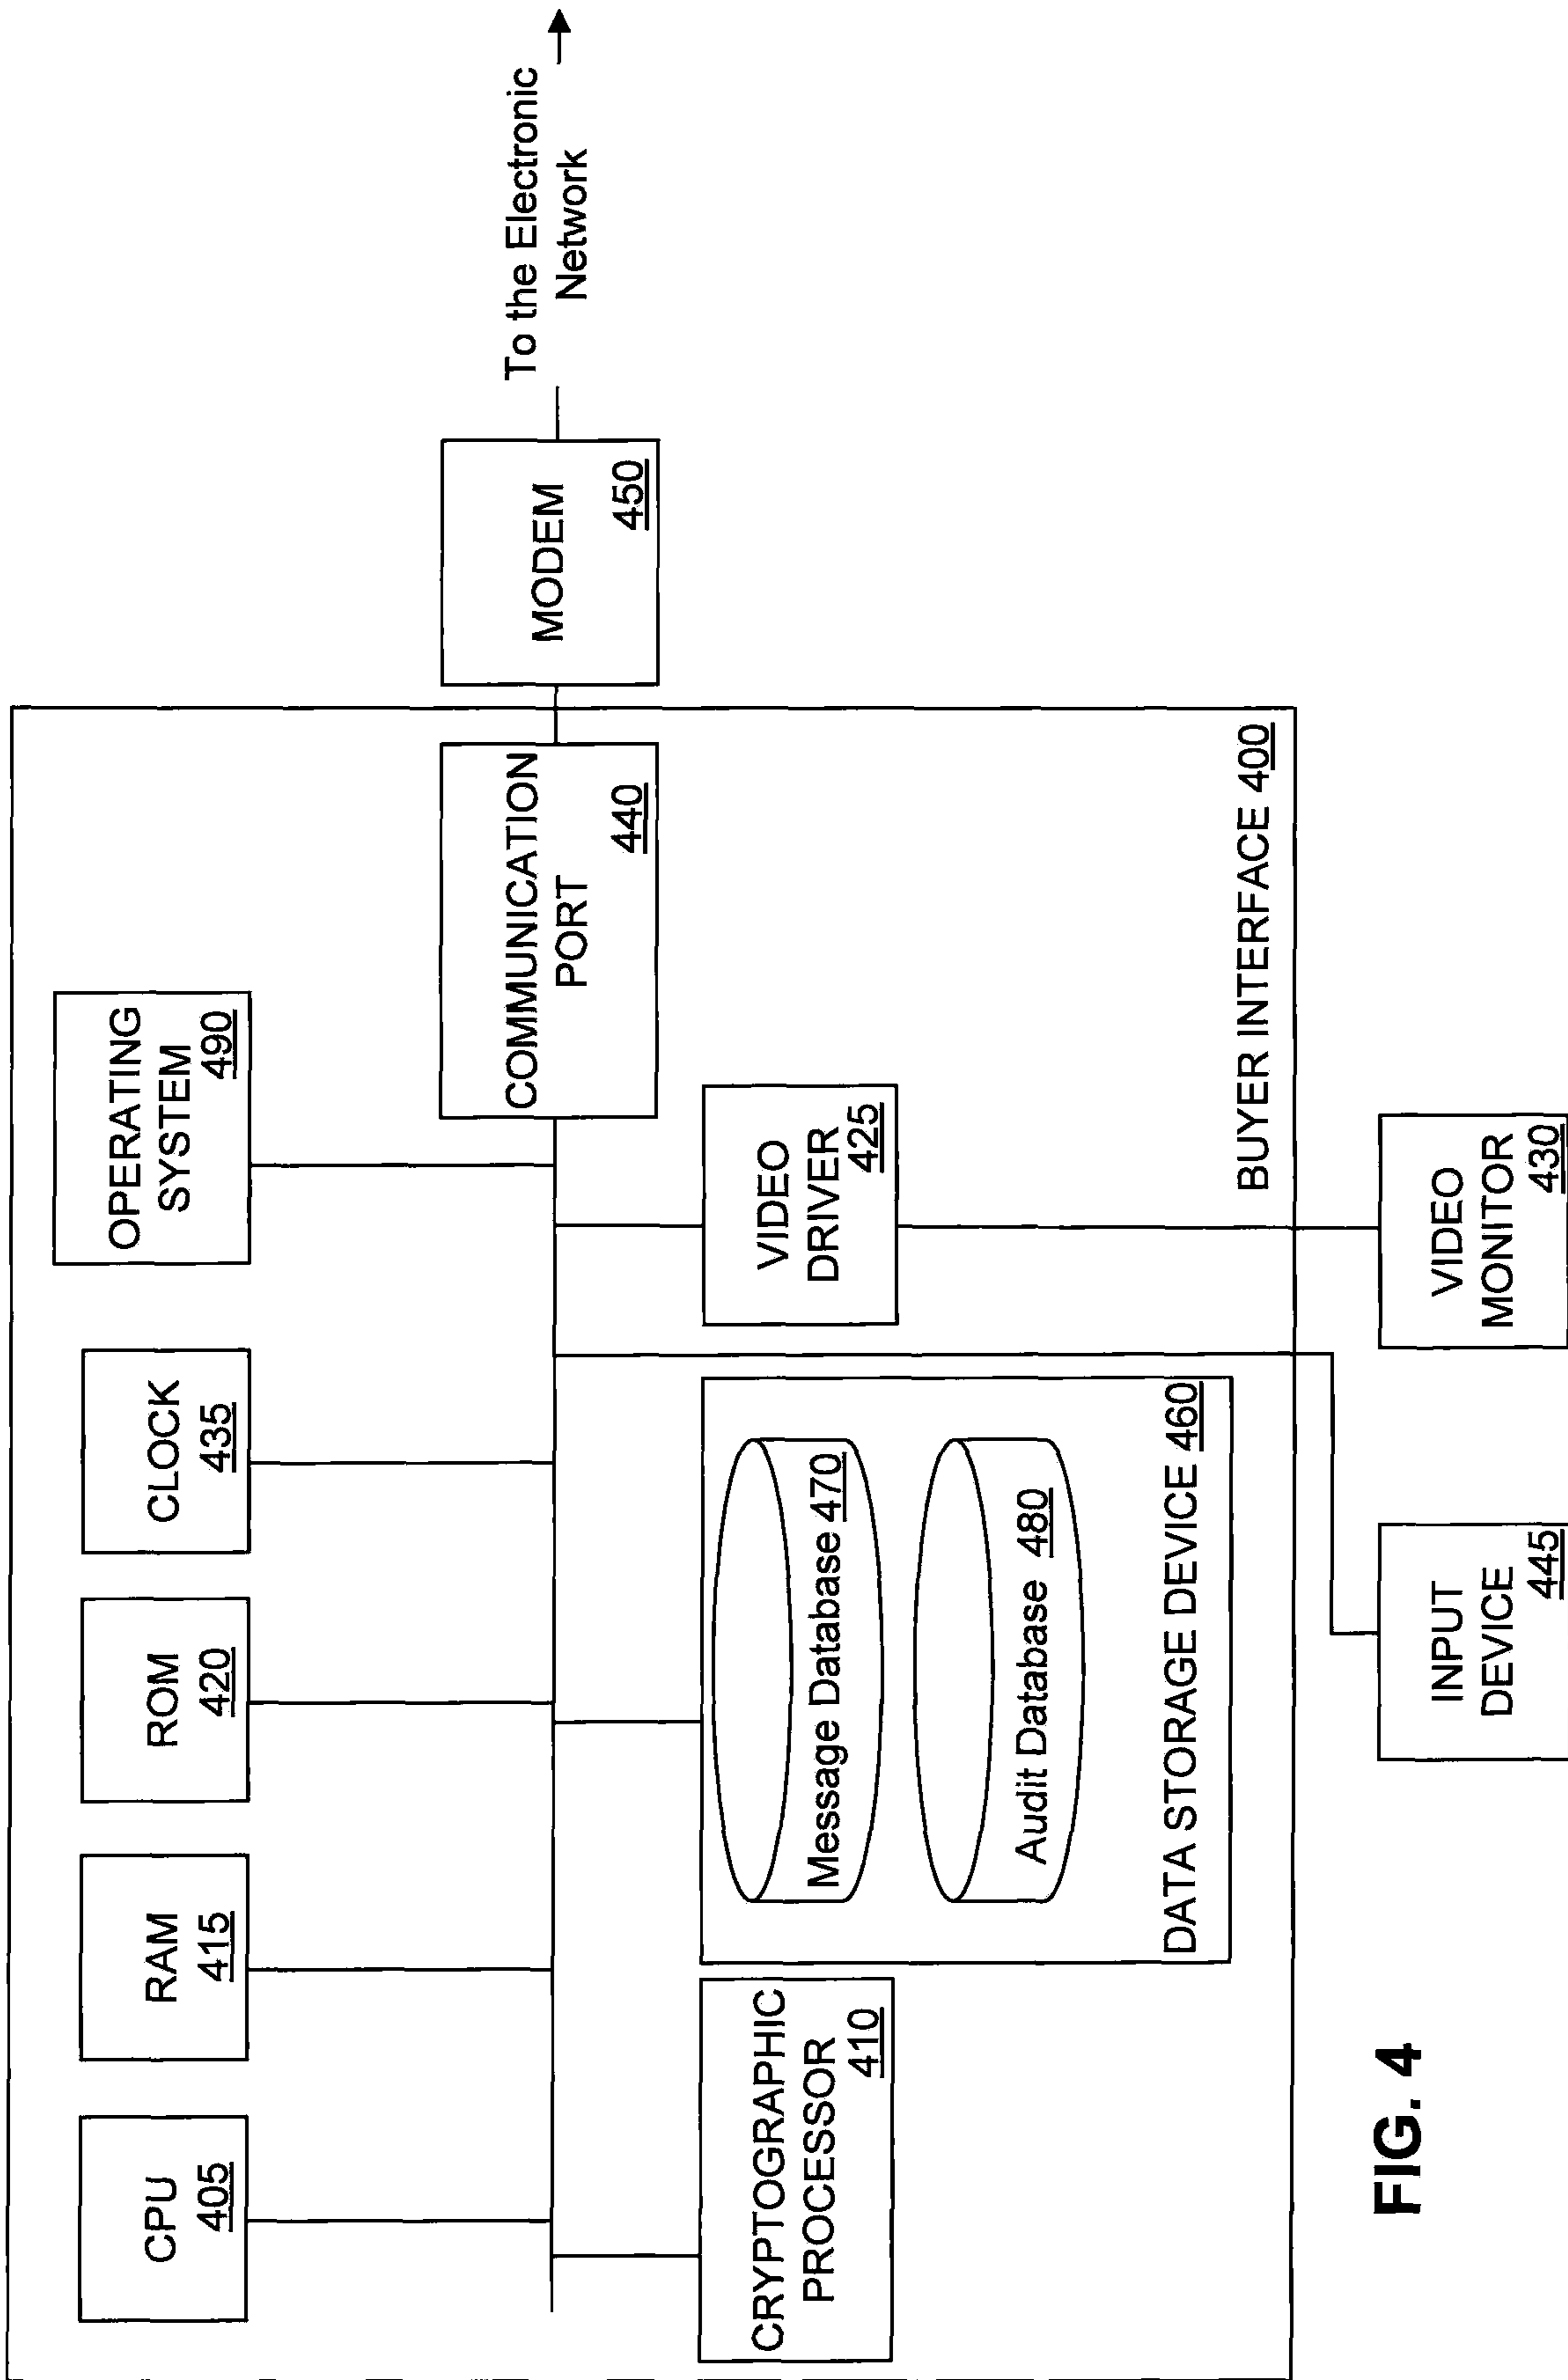 CPU
405
RAM
415
ROM
420
CLOCK
435
OPERATING
SYSTEM
490
COMMUNICATION
PORT
440
MODEM
450
To the Electronic
Network
CRYPTOGRAPHIC
PROCESSOR
410
Message Database 470
Audit Database 480
DATA STORAGE DEVICE 460
VIDEO
DRIVER
425
BUYER INTERFACE 400
INPUT
DEVICE
445
VIDEO
MONITOR
430
FIG. 4